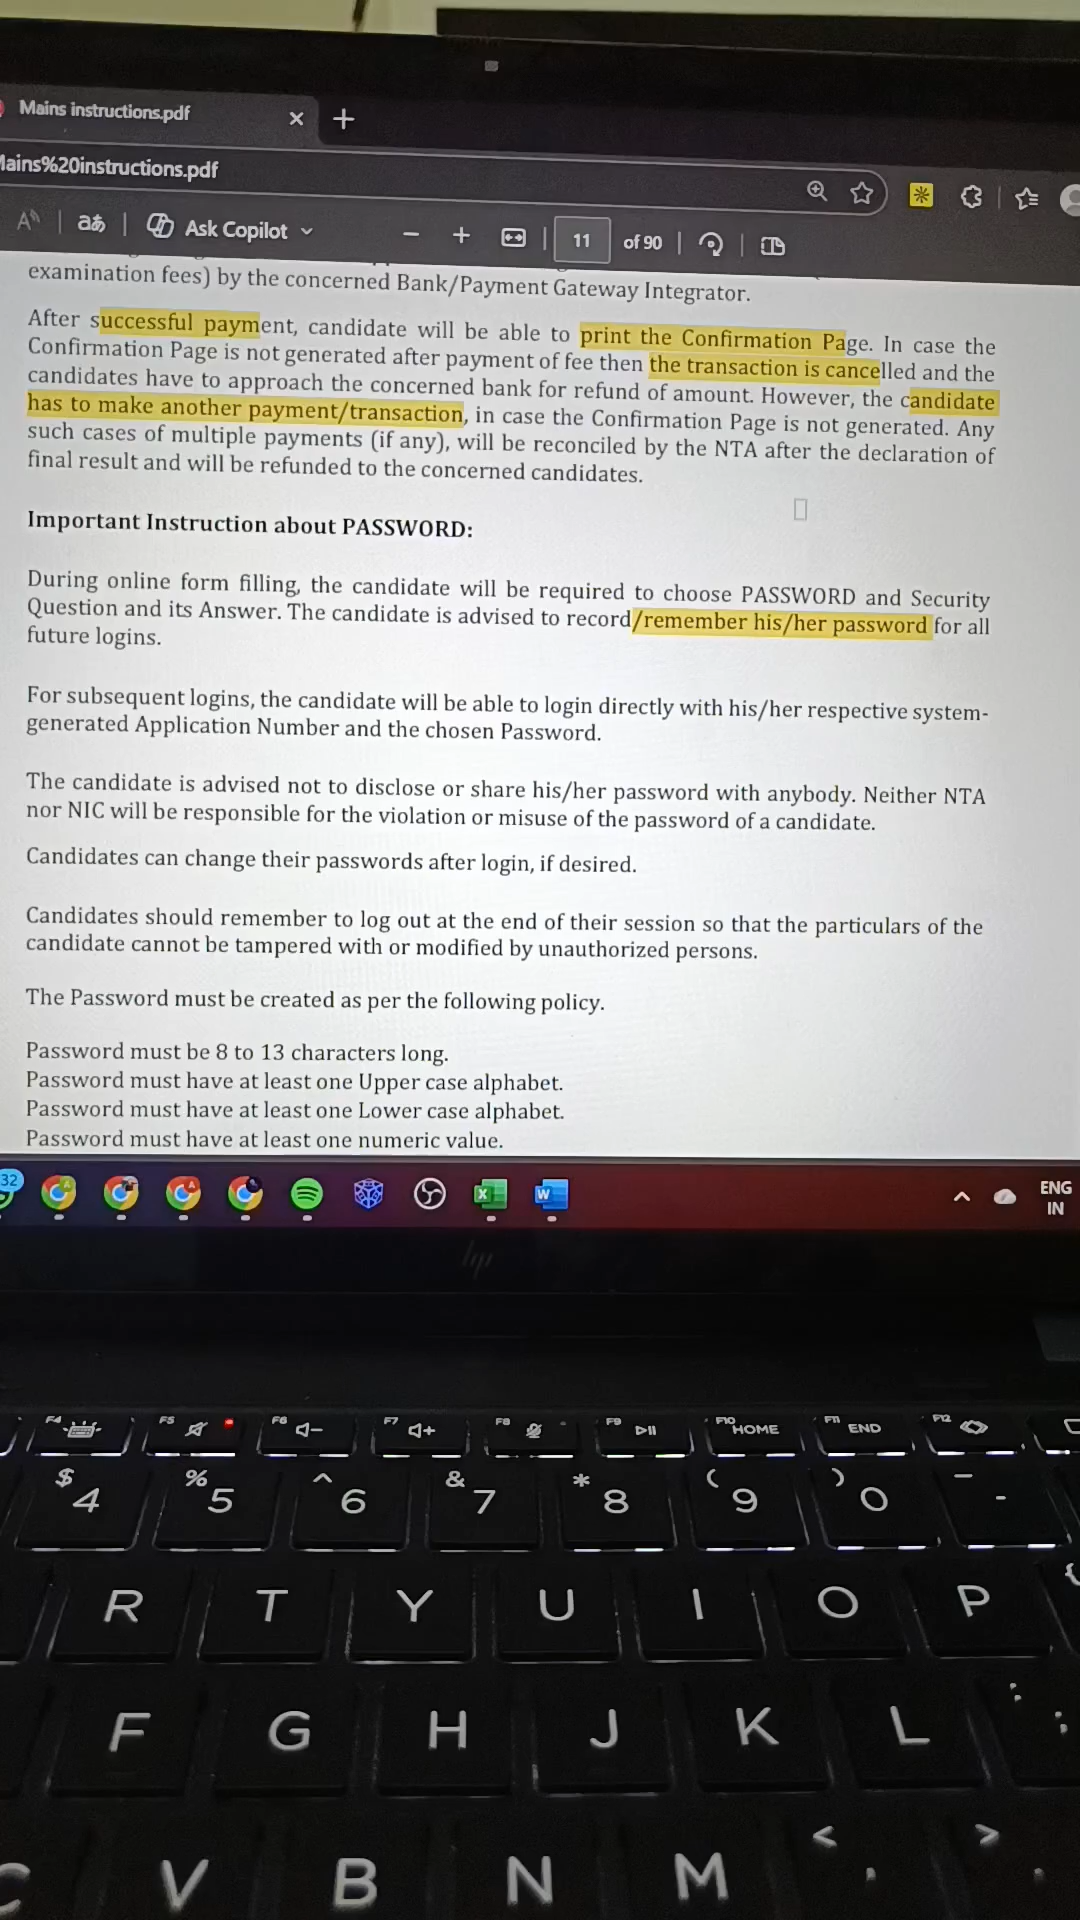 Mains instructions.pdf
Mains%20instructions.pdf
Ask Copilot
11 of 90
examination fees) by the concerned Bank/Payment Gateway Integrator.
After successful payment, candidate will be able to print the Confirmation Page. In case the
Confirmation Page is not generated after payment of fee then the transaction is cancelled and the
candidates have to approach the concerned bank for refund of amount. However, the candidate
has to make another payment/transaction, in case the Confirmation Page is not generated. Any
such cases of multiple payments (if any), will be reconciled by the NTA after the declaration of
final result and will be refunded to the concerned candidates.
Important Instruction about PASSWORD:
During online form filling, the candidate will be required to choose PASSWORD and Security
Question and its Answer. The candidate is advised to record/remember his/her password for all
future logins.
For subsequent logins, the candidate will be able to login directly with his/her respective system-
generated Application Number and the chosen Password.
The candidate is advised not to disclose or share his/her password with anybody. Neither NTA
nor NIC will be responsible for the violation or misuse of the password of a candidate.
Candidates can change their passwords after login, if desired.
Candidates should remember to log out at the end of their session so that the particulars of the
candidate cannot be tampered with or modified by unauthorized persons.
The Password must be created as per the following policy.
Password must be 8 to 13 characters long.
Password must have at least one Upper case alphabet.
Password must have at least one Lower case alphabet.
Password must have at least one numeric value.
32
ENG
IN
hp
F4 F5 F6 F7 F8 F9 F10 HOME F11 END F12
$ 4 % 5 ^ 6 & 7 * 8 ( 9 ) 0 _ -
R T Y U I O P {
F G H J K L : ;
C V B N M < , > .